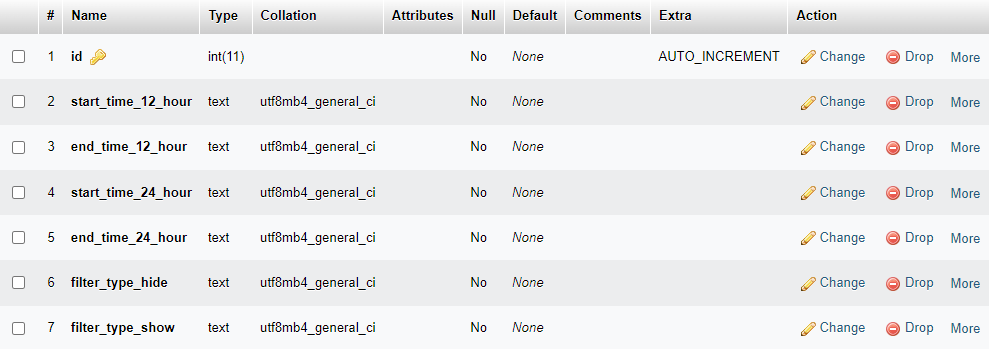 # Name Type Collation Attributes Null Default Comments Extra Action
1 id int(11) No None AUTO_INCREMENT Change Drop More
2 start_time_12_hour text utf8mb4_general_ci No None Change Drop More
3 end_time_12_hour text utf8mb4_general_ci No None Change Drop More
4 start_time_24_hour text utf8mb4_general_ci No None Change Drop More
5 end_time_24_hour text utf8mb4_general_ci No None Change Drop More
6 filter_type_hide text utf8mb4_general_ci No None Change Drop More
7 filter_type_show text utf8mb4_general_ci No None Change Drop More